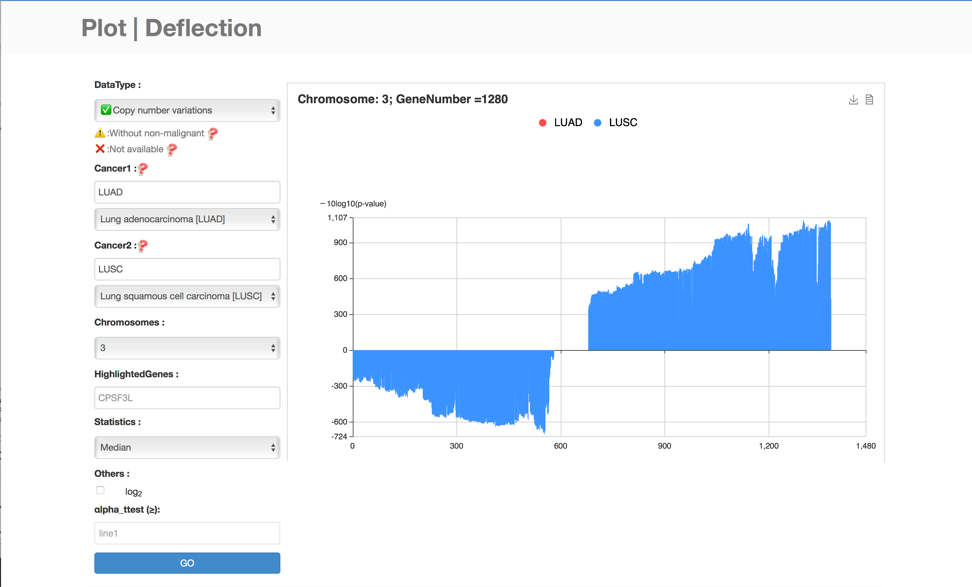 Plot | Deflection
DataType :
✅Copy number variations
⚠️:Without non-malignant ❓
❌:Not available ❓
Cancer1 :❓
LUAD
Lung adenocarcinoma [LUAD]
Cancer2 :❓
LUSC
Lung squamous cell carcinoma [LUSC]
Chromosomes :
3
HighlightedGenes :
CPSF3L
Statistics :
Median
Others :
log2
alpha_ttest (≥):
line1
GO
Chromosome: 3; GeneNumber =1280
LUAD LUSC
−10log10(p-value)
1,107
900
600
300
0
-300
-600
-724
0 300 600 900 1,200 1,480